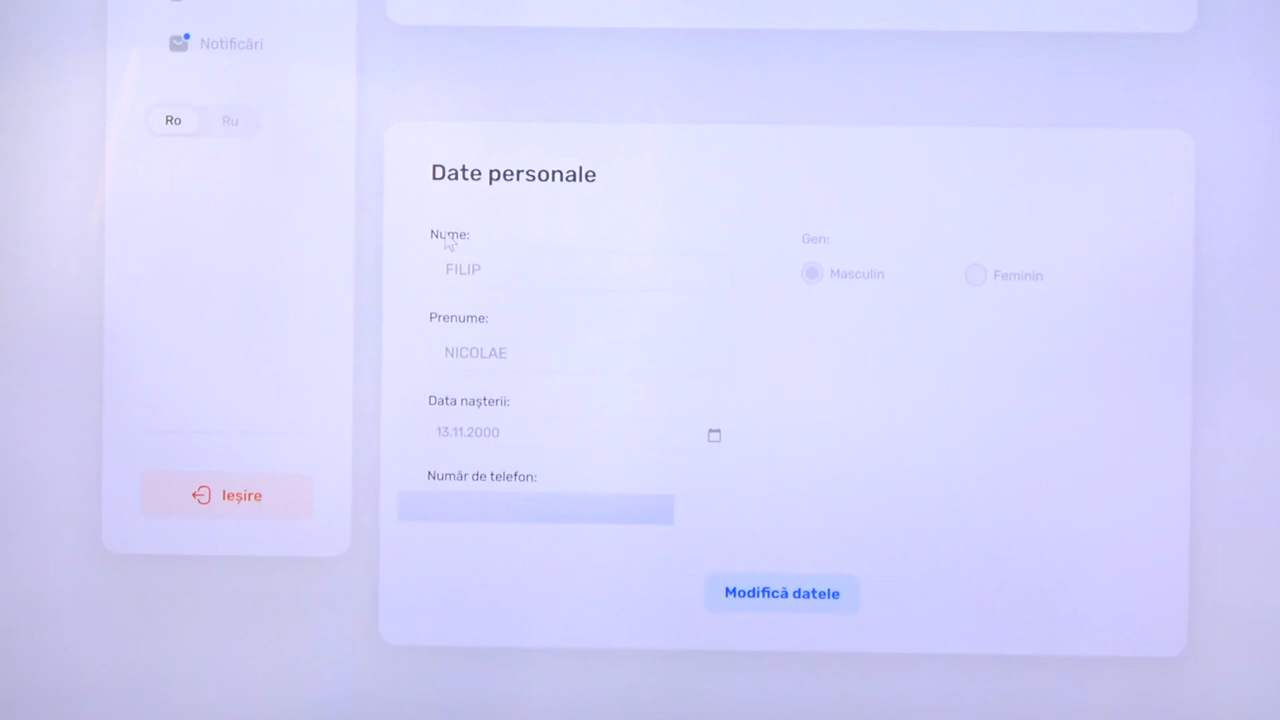 Notificări
Ro Ru
Date personale
Nume:
FILIP
Gen:
Masculin Feminin
Prenume:
NICOLAE
Data nașterii:
13.11.2000
Număr de telefon:
Ieșire
Modifică datele